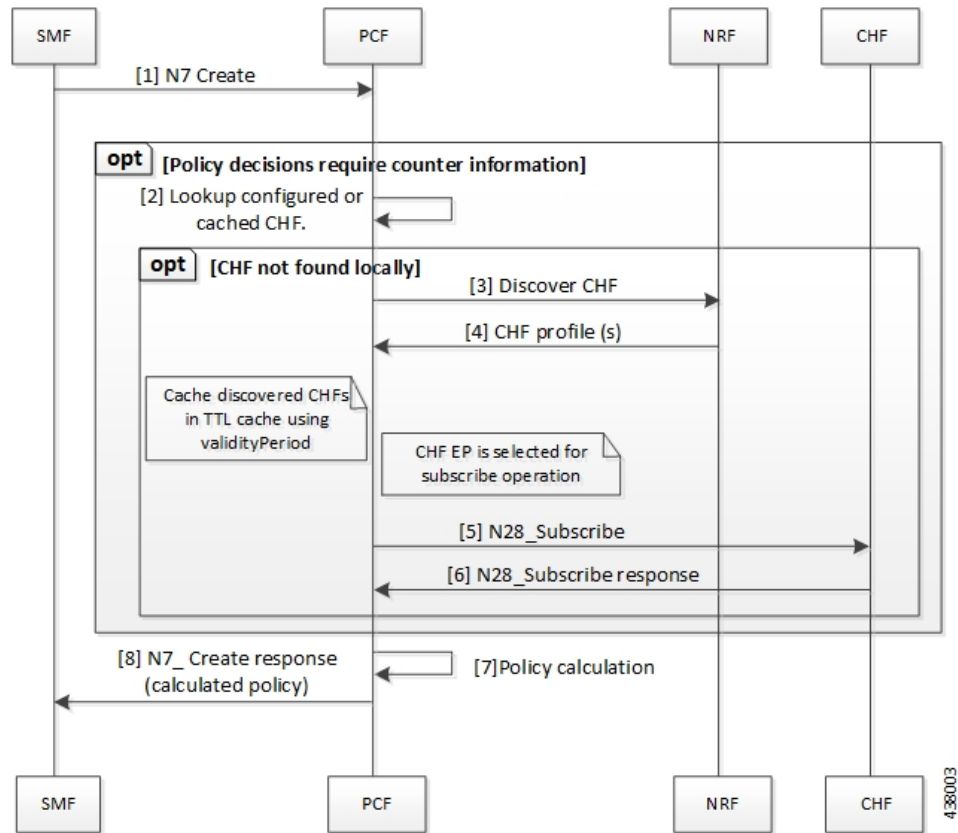 SMF
PCF
NRF
CHF
[1] N7 Create
opt [Policy decisions require counter information]
[2] Lookup configured or
cached CHF.
opt [CHF not found locally]
[3] Discover CHF
[4] CHF profile (s)
Cache discovered CHFs
in TTL cache using
validityPeriod
CHF EP is selected for
subscribe operation
[5] N28_Subscribe
[6] N28_Subscribe response
[8] N7_ Create response
(calculated policy)
[7]Policy calculation
SMF
PCF
NRF
CHF
438003